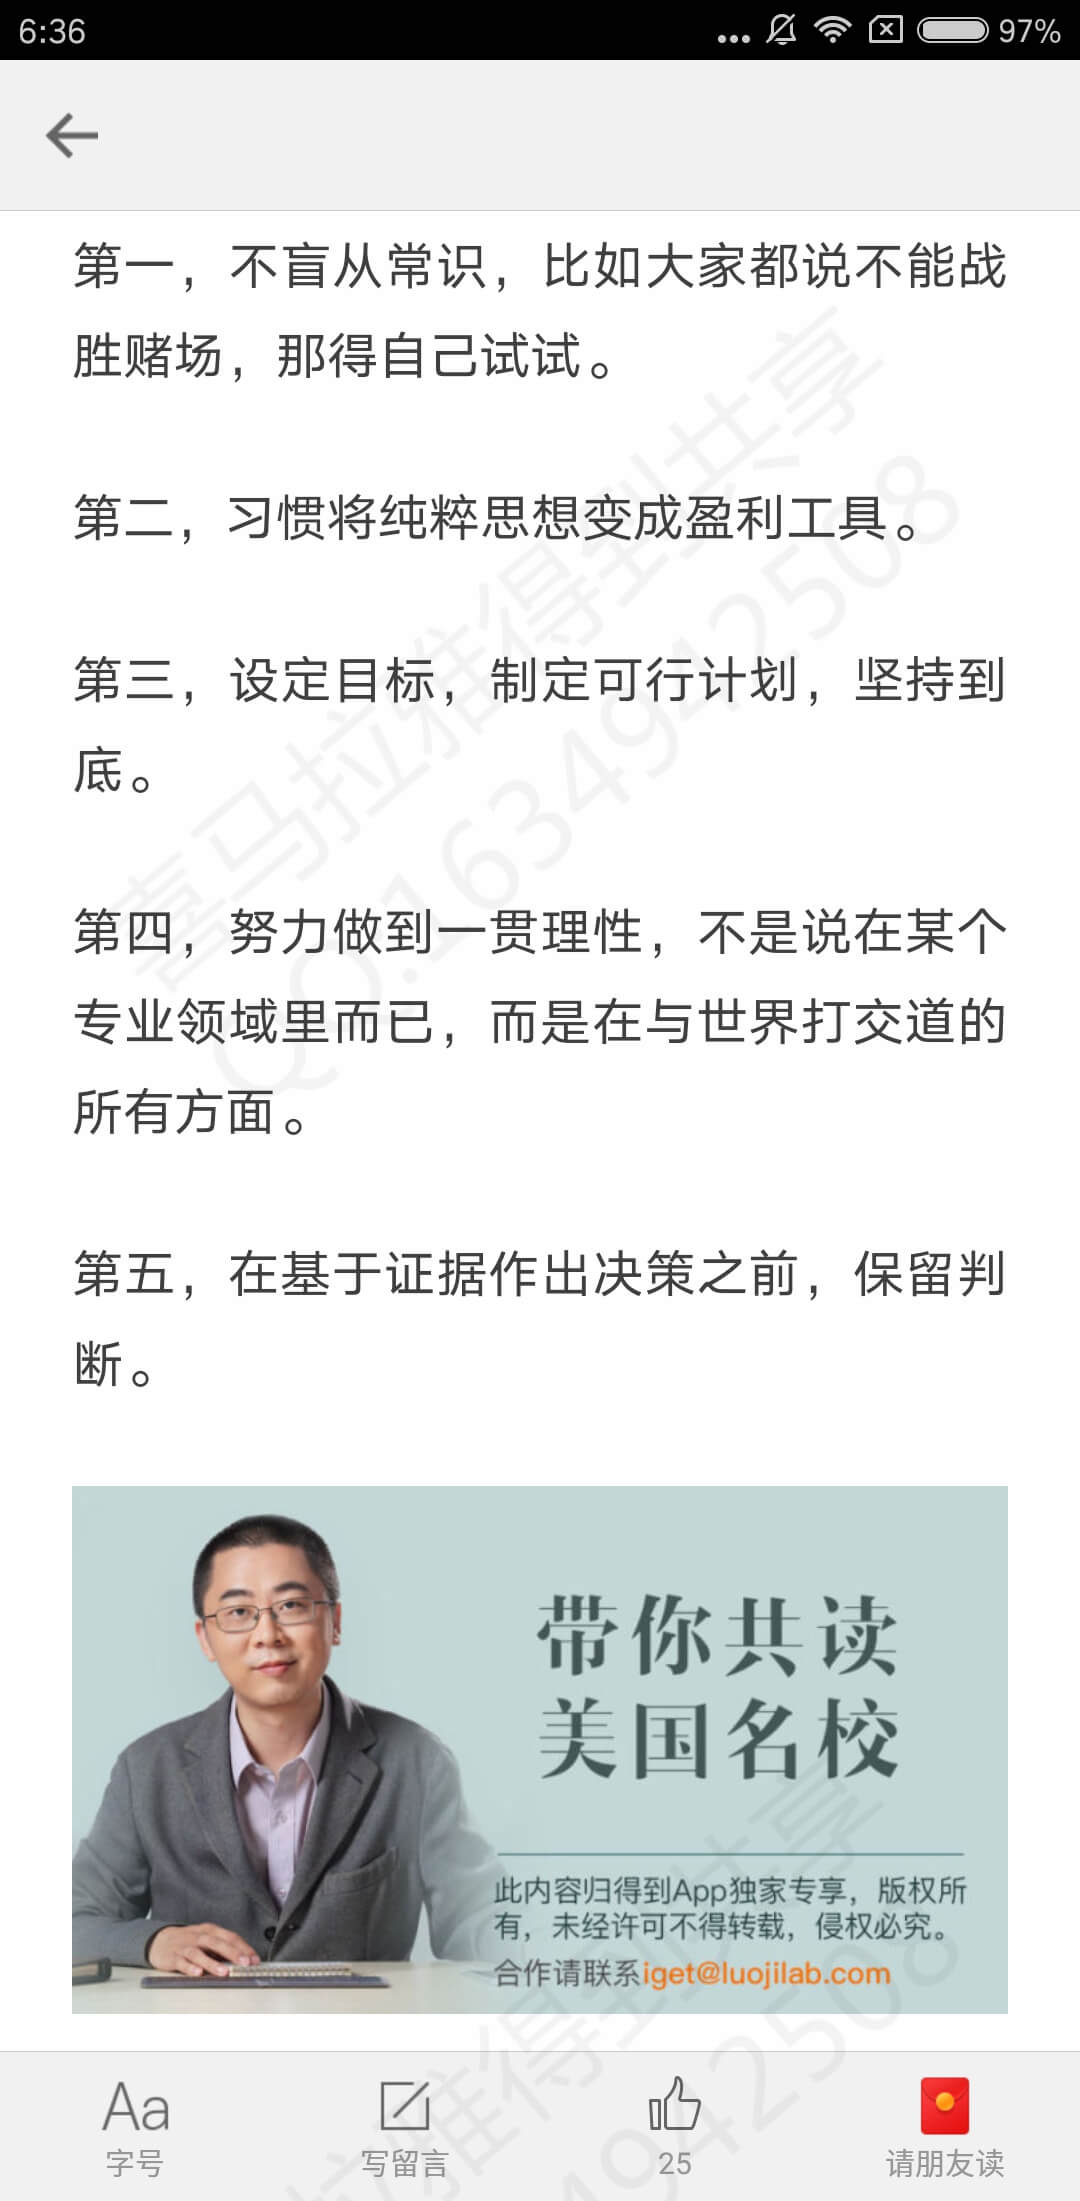 6:36
97%
第一，不盲从常识，比如大家都说不能战
胜赌场，那得自己试试。
第二，习惯将纯粹思想变成盈利工具。
第三，设定目标，制定可行计划，坚持到
底。
第四，努力做到一贯理性，不是说在某个
专业领域里而已，而是在与世界打交道的
所有方面。
第五，在基于证据作出决策之前，保留判
断。
喜马拉雅得到共享
QQ:1634942508
带你共读
美国名校
此内容归得到App独家专享，版权所
有，未经许可不得转载，侵权必究。
合作请联系iget@luojilab.com
拉雅得到共享
4942508
Aa
字号
写留言
25
请朋友读